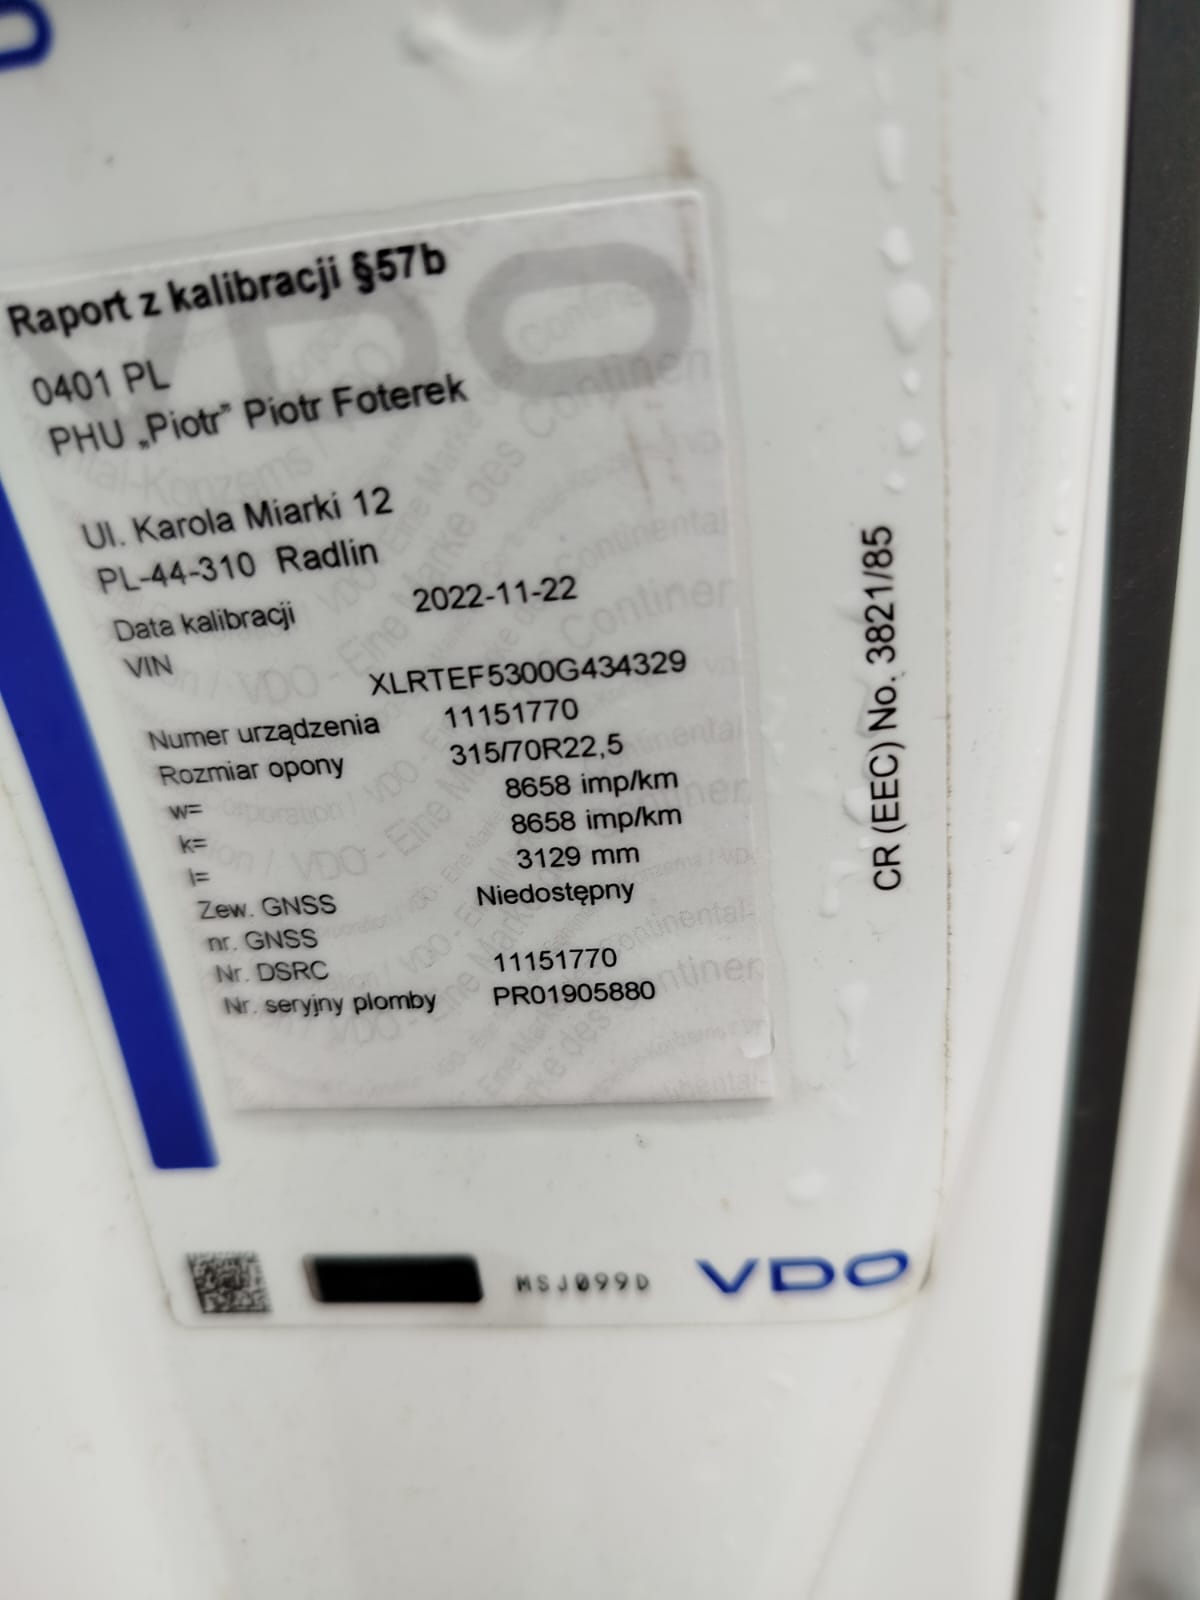 Raport z kalibracji §57b
0401 PL
PHU „Piotr” Piotr Foterek
Ul. Karola Miarki 12
PL-44-310 Radlin
Data kalibracji 2022-11-22
VIN XLRTEF5300G434329
Numer urządzenia 11151770
Rozmiar opony 315/70R22,5
w= 8658 imp/km
k= 8658 imp/km
l= 3129 mm
Zew. GNSS Niedostępny
nr. GNSS
Nr. DSRC 11151770
Nr. seryjny plomby PR01905880
CR (EEC) No. 3821/85
MSJ099D
VDO